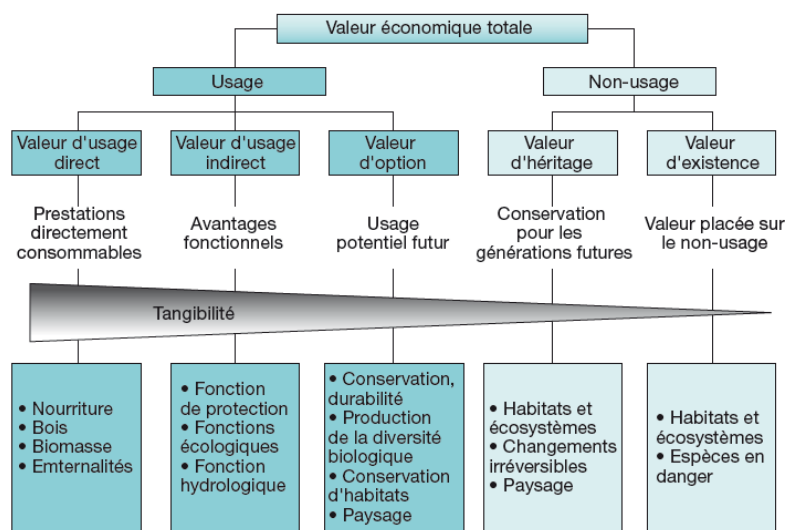 Valeur économique totale
Usage
Non-usage
Valeur d'usage
direct
Valeur d'usage
indirect
Valeur
d'option
Valeur
d'héritage
Valeur
d'existence
Prestations
directement
consommables
Avantages
fonctionnels
Usage
potentiel futur
Conservation
pour les
générations futures
Valeur placée sur
le non-usage
Tangibilité
• Nourriture
• Bois
• Biomasse
• Emternalités
• Fonction
de protection
• Fonctions
écologiques
• Fonction
hydrologique
• Conservation,
durabilité
• Production
de la diversité
biologique
• Conservation
d'habitats
• Paysage
• Habitats et
écosystèmes
• Changements
irréversibles
• Paysage
• Habitats et
écosystèmes
• Espèces en
danger